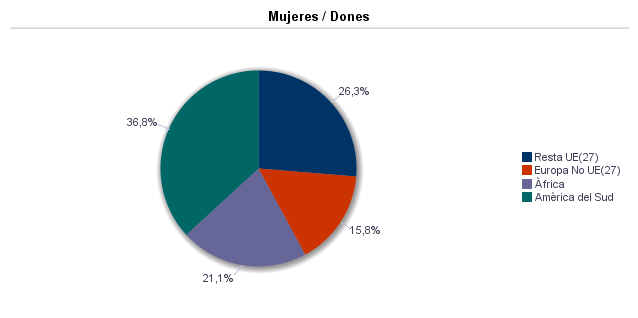 Mujeres / Dones
26,3%
36,8%
15,8%
21,1%
Resta UE(27)
Europa No UE(27)
Àfrica
Amèrica del Sud